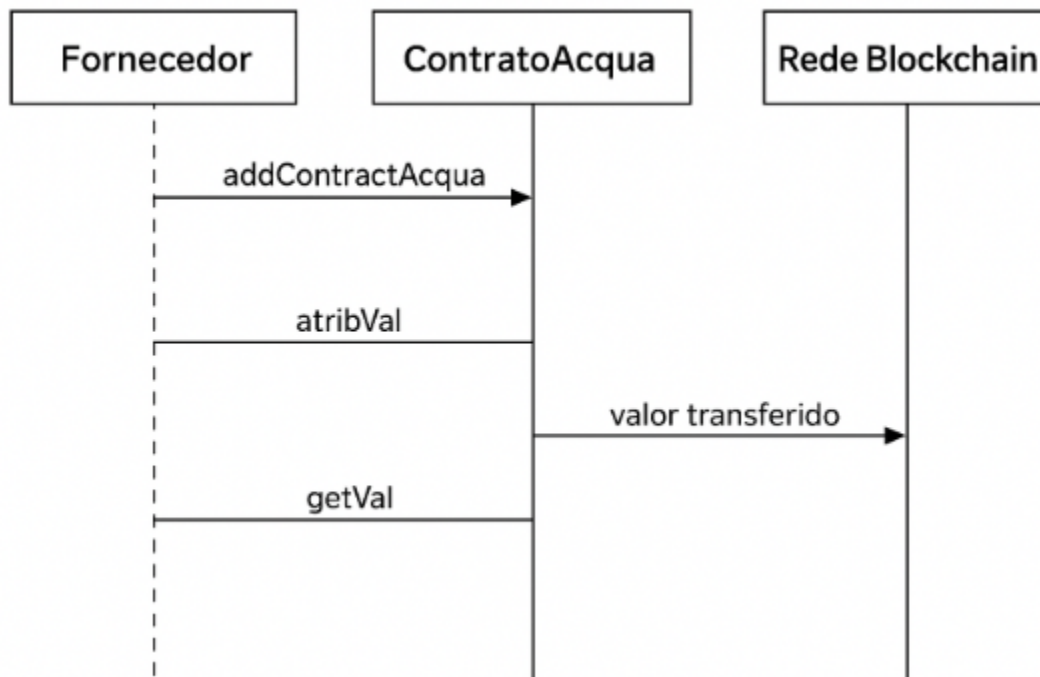 Fornecedor
ContratoAcqua
Rede Blockchain
addContractAcqua
atribVal
valor transferido
getVal